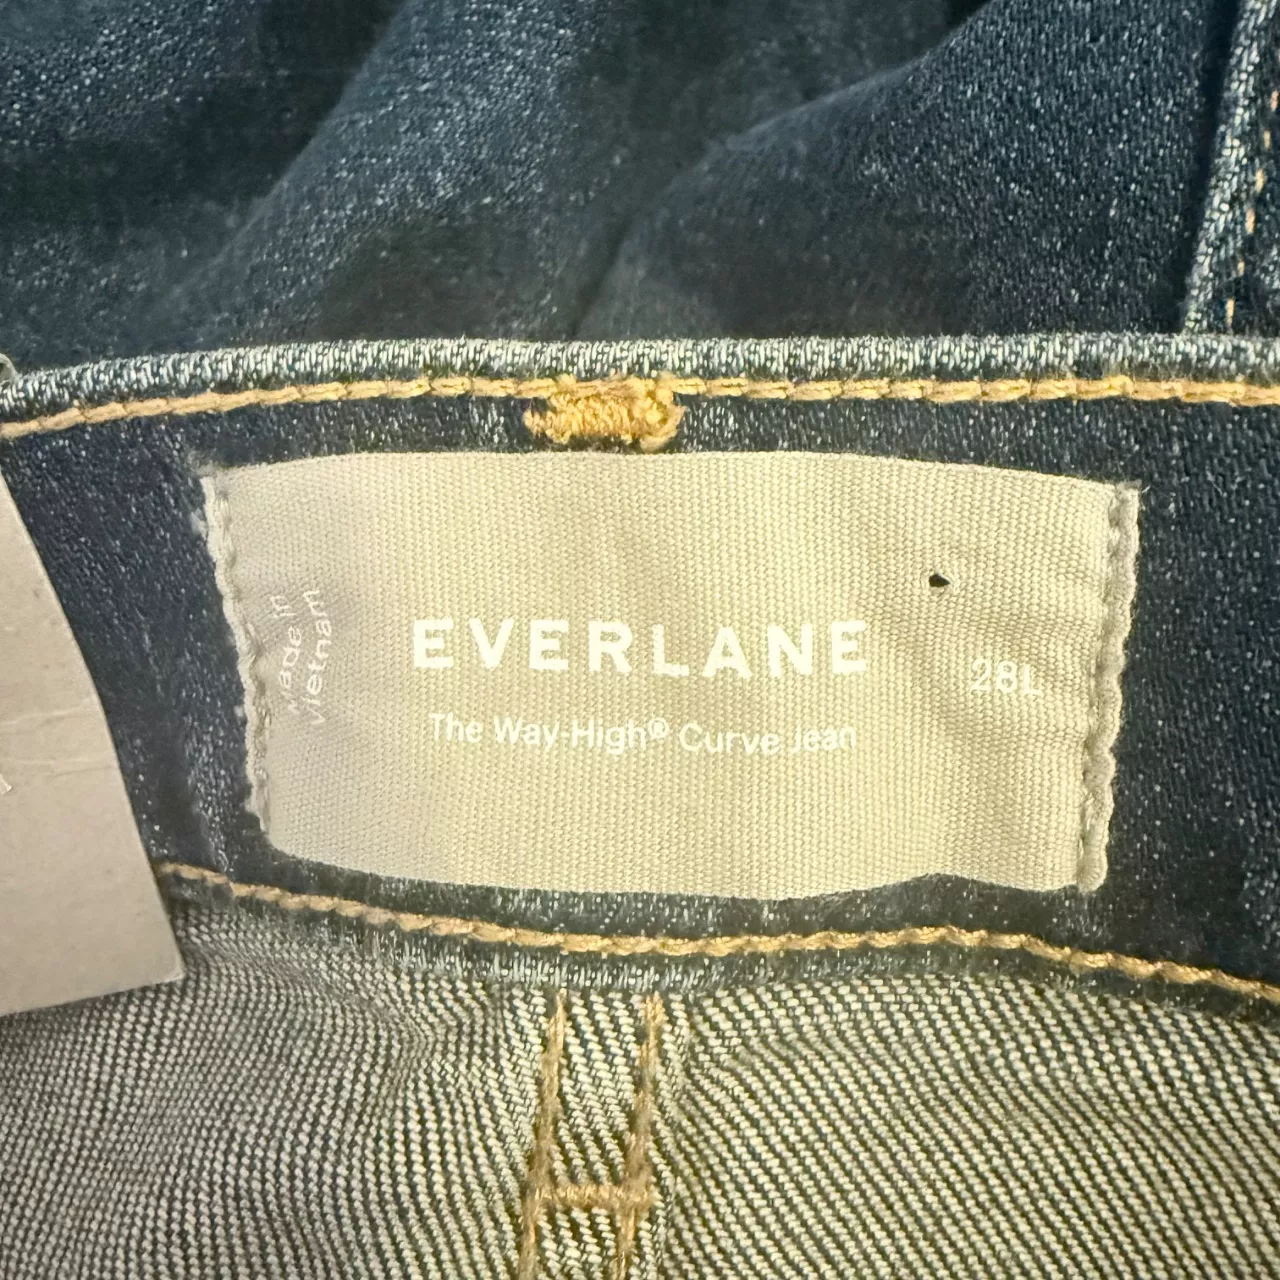 Made in
Vietnam
EVERLANE
28L
The Way-High® Curve Jean